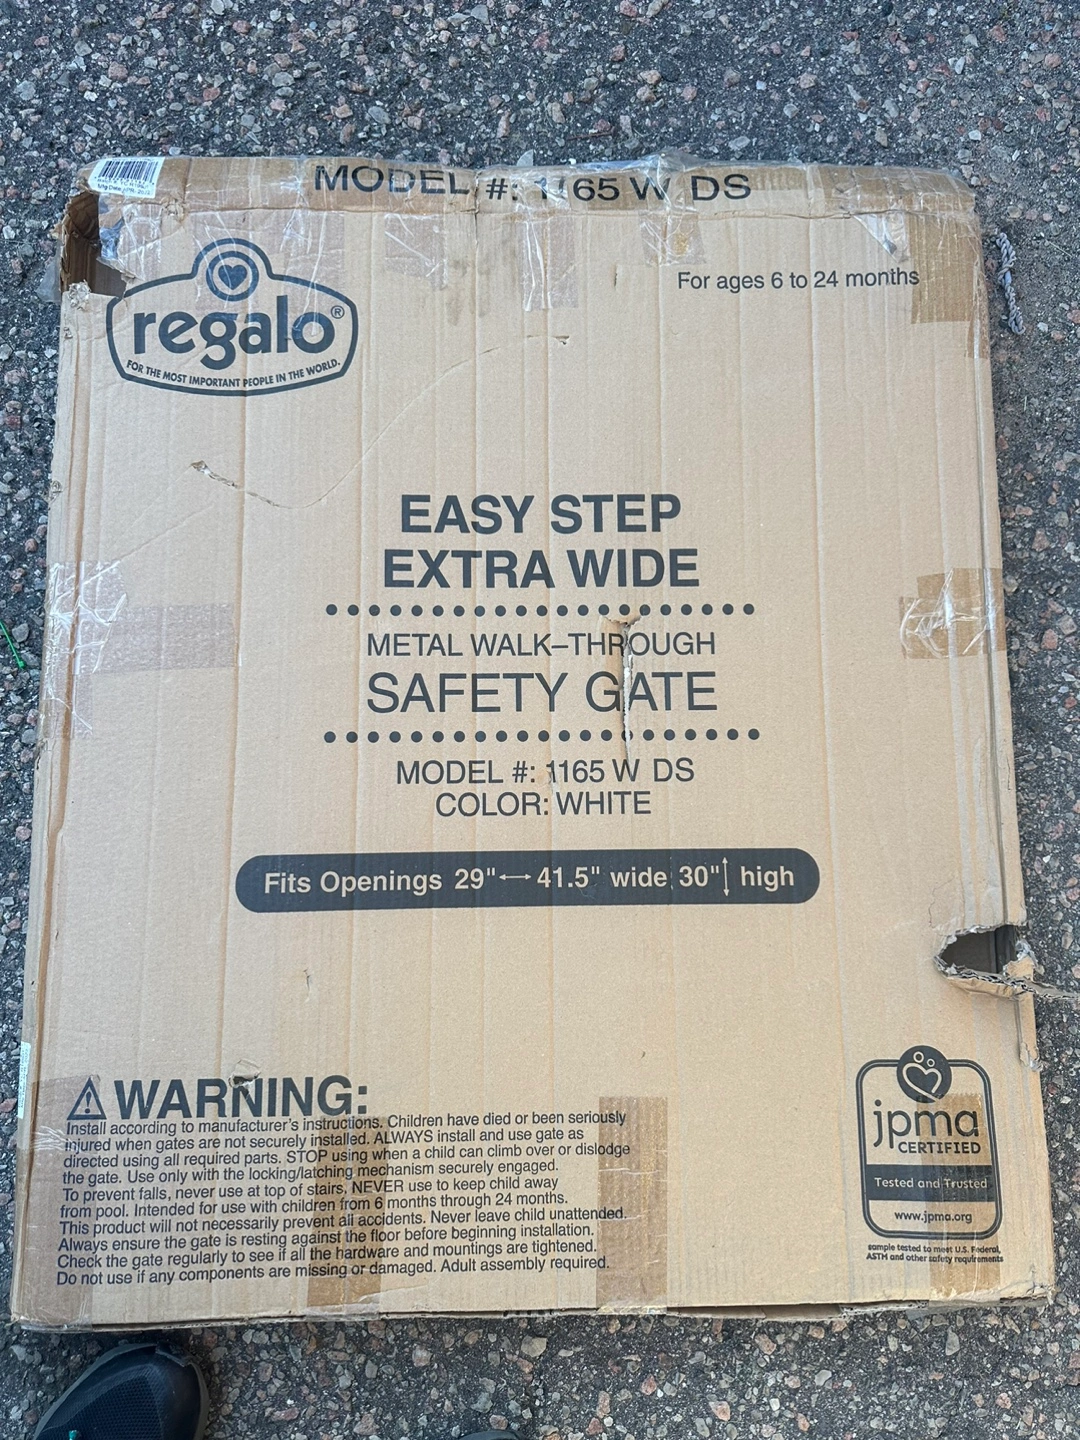 MODEL #: 1165 W DS
regalo®
FOR THE MOST IMPORTANT PEOPLE IN THE WORLD.
For ages 6 to 24 months
EASY STEP
EXTRA WIDE
METAL WALK–THROUGH
SAFETY GATE
MODEL #: 1165 W DS
COLOR: WHITE
Fits Openings 29"↔41.5" wide 30"↕ high
WARNING:
Install according to manufacturer's instructions. Children have died or been seriously
injured when gates are not securely installed. ALWAYS install and use gate as
directed using all required parts. STOP using when a child can climb over or dislodge
the gate. Use only with the locking/latching mechanism securely engaged.
To prevent falls, never use at top of stairs, NEVER use to keep child away
from pool. Intended for use with children from 6 months through 24 months.
This product will not necessarily prevent all accidents. Never leave child unattended.
Always ensure the gate is resting against the floor before beginning installation.
Check the gate regularly to see if all the hardware and mountings are tightened.
Do not use if any components are missing or damaged. Adult assembly required.
jpma
CERTIFIED
Tested and Trusted
www.jpma.org
sample tested to meet U.S. Federal,
ASTM and other safety requirements